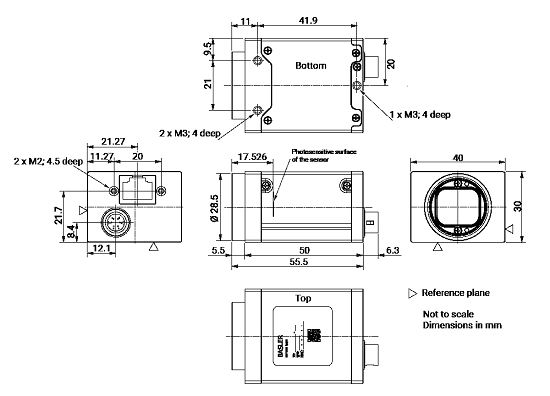 11
41.9
9.5
21
Bottom
20
2 x M3; 4 deep
1 x M3; 4 deep
21.27
2 x M2; 4.5 deep
11.27
20
21.7
8.4
12.1
17.526
Photosensitive surface
of the sensor
Ø 28.5
B
5.5
50
6.3
55.5
40
30
Reference plane
Not to scale
Dimensions in mm
Top
BASLER